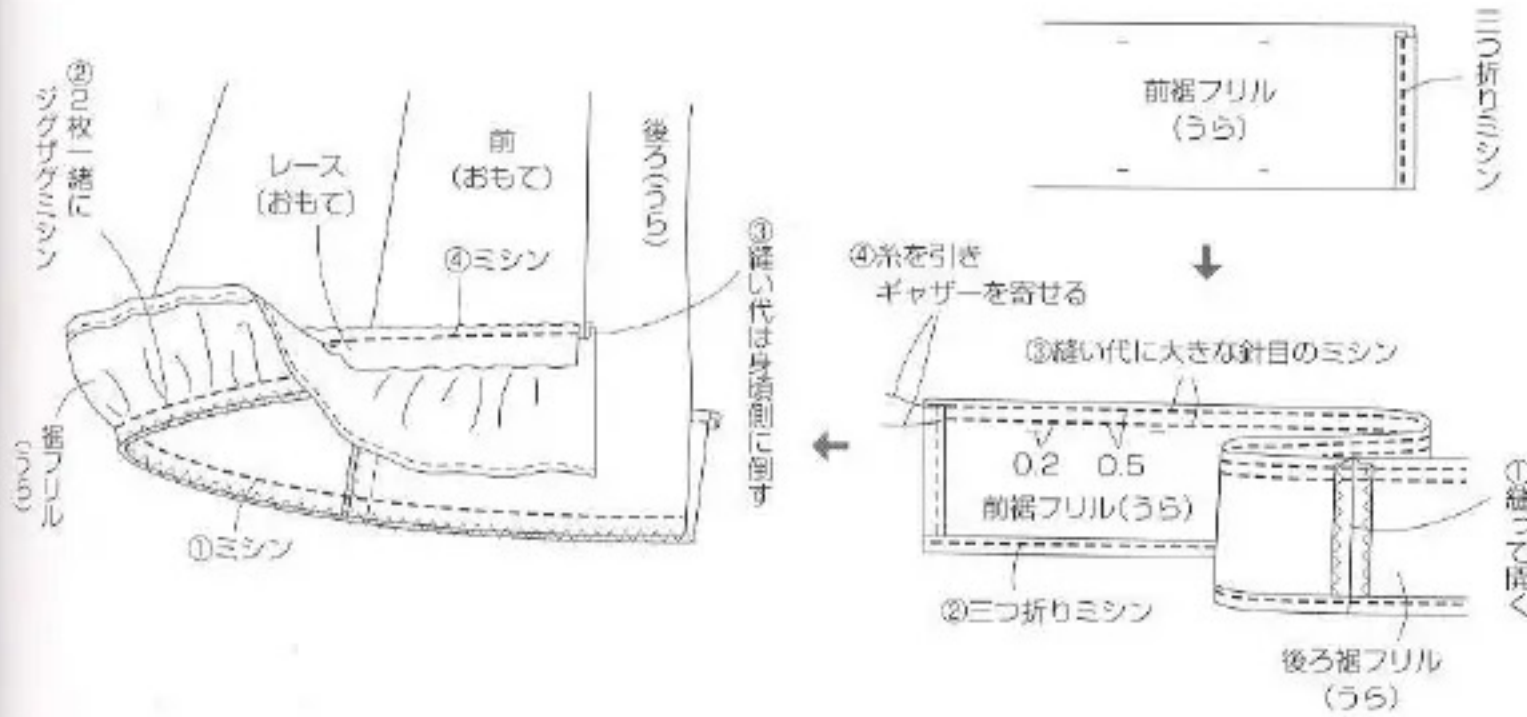 三つ折りミシン
前裾フリル
(うら)
④糸を引き
ギャザーを寄せる
③縫い代に大きな針目のミシン
0.2 0.5
前裾フリル(うら)
②三つ折りミシン
①縫って開く
後ろ裾フリル
(うら)
②2枚一緒に
ジグザグミシン
レース
(おもて)
前
(おもて)
後ろ(うら)
④ミシン
③縫い代は身頃側に倒す
裾フリル
(うら)
①ミシン